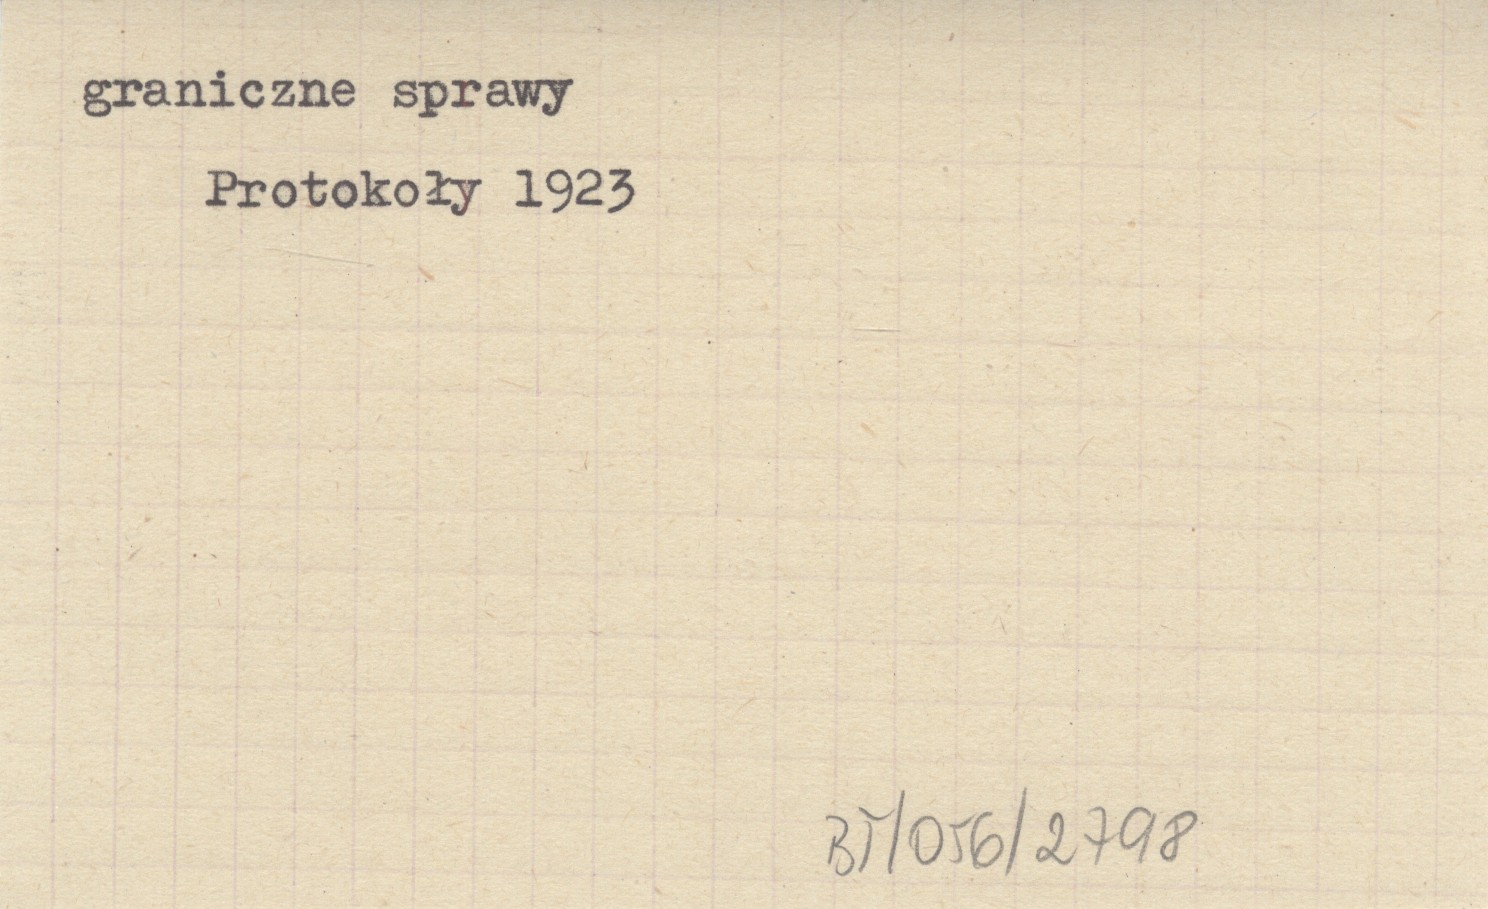 graniczne sprawy
Protokoły 1923
BT/056/2798